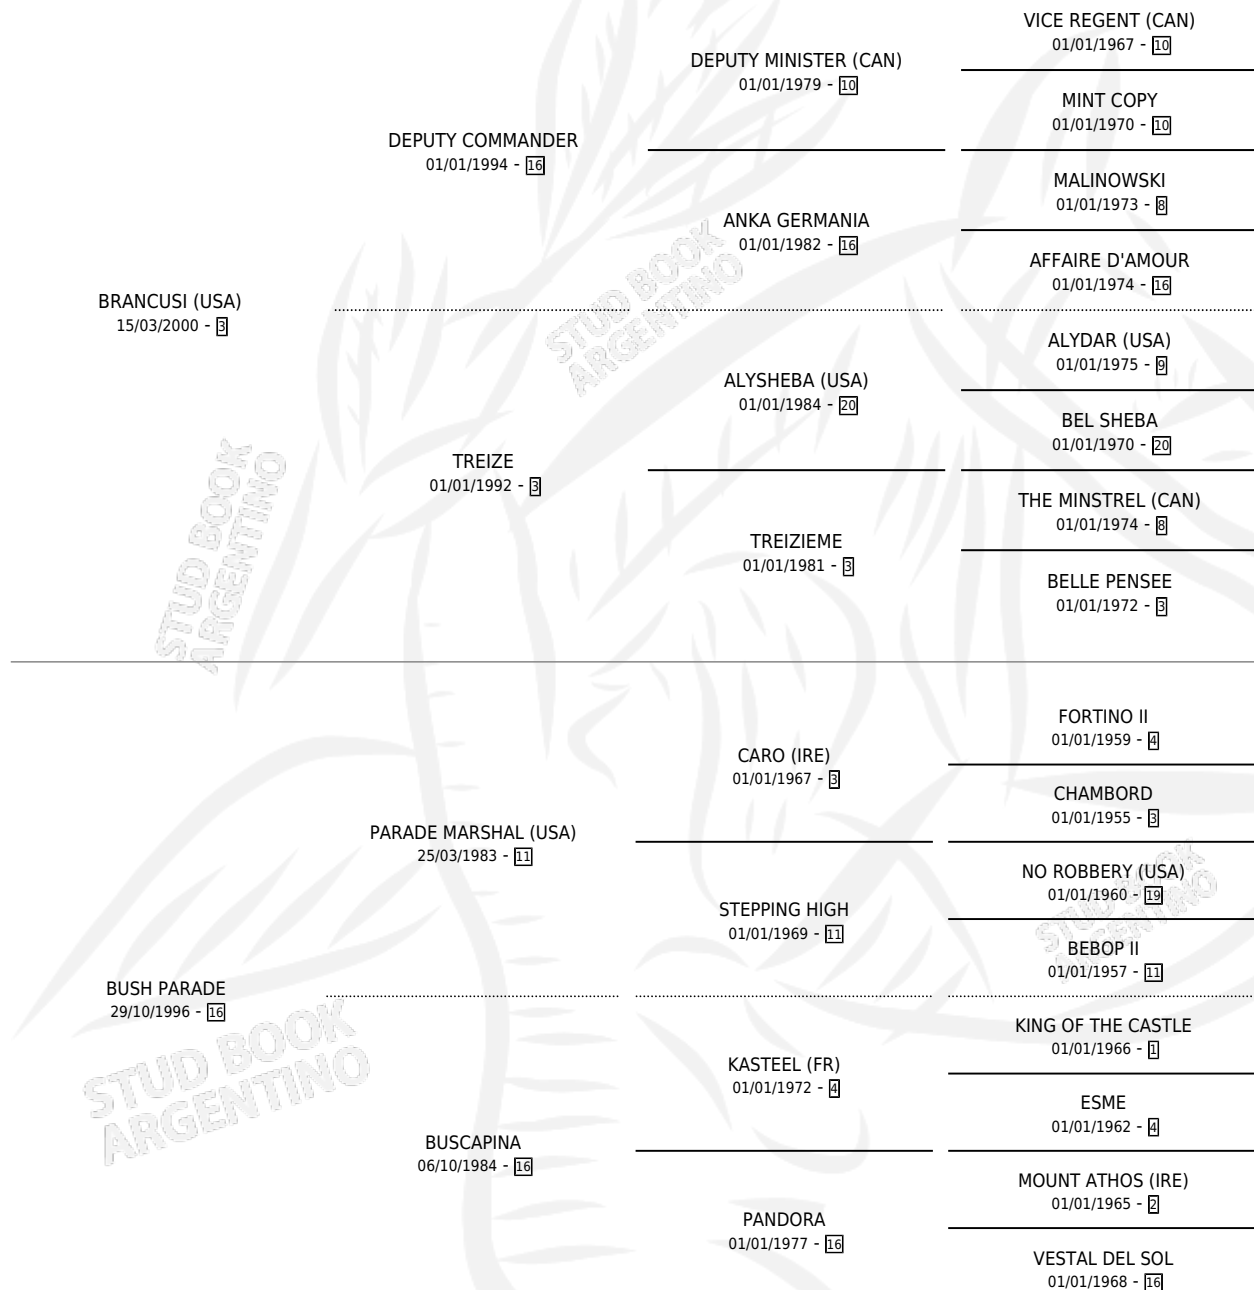 VICE REGENT (CAN)
01/01/1967 - 10
DEPUTY MINISTER (CAN)
01/01/1979 - 10
MINT COPY
01/01/1970 - 10
DEPUTY COMMANDER
01/01/1994 - 16
MALINOWSKI
01/01/1973 - 8
ANKA GERMANIA
01/01/1982 - 16
AFFAIRE D'AMOUR
01/01/1974 - 16
BRANCUSI (USA)
15/03/2000 - 3
STUD BOOK
ARGENTINO
ALYDAR (USA)
01/01/1975 - 9
ALYSHEBA (USA)
01/01/1984 - 20
BEL SHEBA
01/01/1970 - 20
TREIZE
01/01/1992 - 3
THE MINSTREL (CAN)
01/01/1974 - 8
TREIZIEME
01/01/1981 - 3
BELLE PENSEE
01/01/1972 - 3
STUD BOOK
ARGENTINO
FORTINO II
01/01/1959 - 4
CARO (IRE)
01/01/1967 - 3
CHAMBORD
01/01/1955 - 3
PARADE MARSHAL (USA)
25/03/1983 - 11
NO ROBBERY (USA)
01/01/1960 - 19
STEPPING HIGH
01/01/1969 - 11
STUD BOOK
ARGENTINO
BEBOP II
01/01/1957 - 11
BUSH PARADE
29/10/1996 - 16
KING OF THE CASTLE
01/01/1966 - 1
KASTEEL (FR)
01/01/1972 - 4
ESME
01/01/1962 - 4
STUD BOOK
ARGENTINO
BUSCAPINA
06/10/1984 - 16
MOUNT ATHOS (IRE)
01/01/1965 - 2
PANDORA
01/01/1977 - 16
VESTAL DEL SOL
01/01/1968 - 16